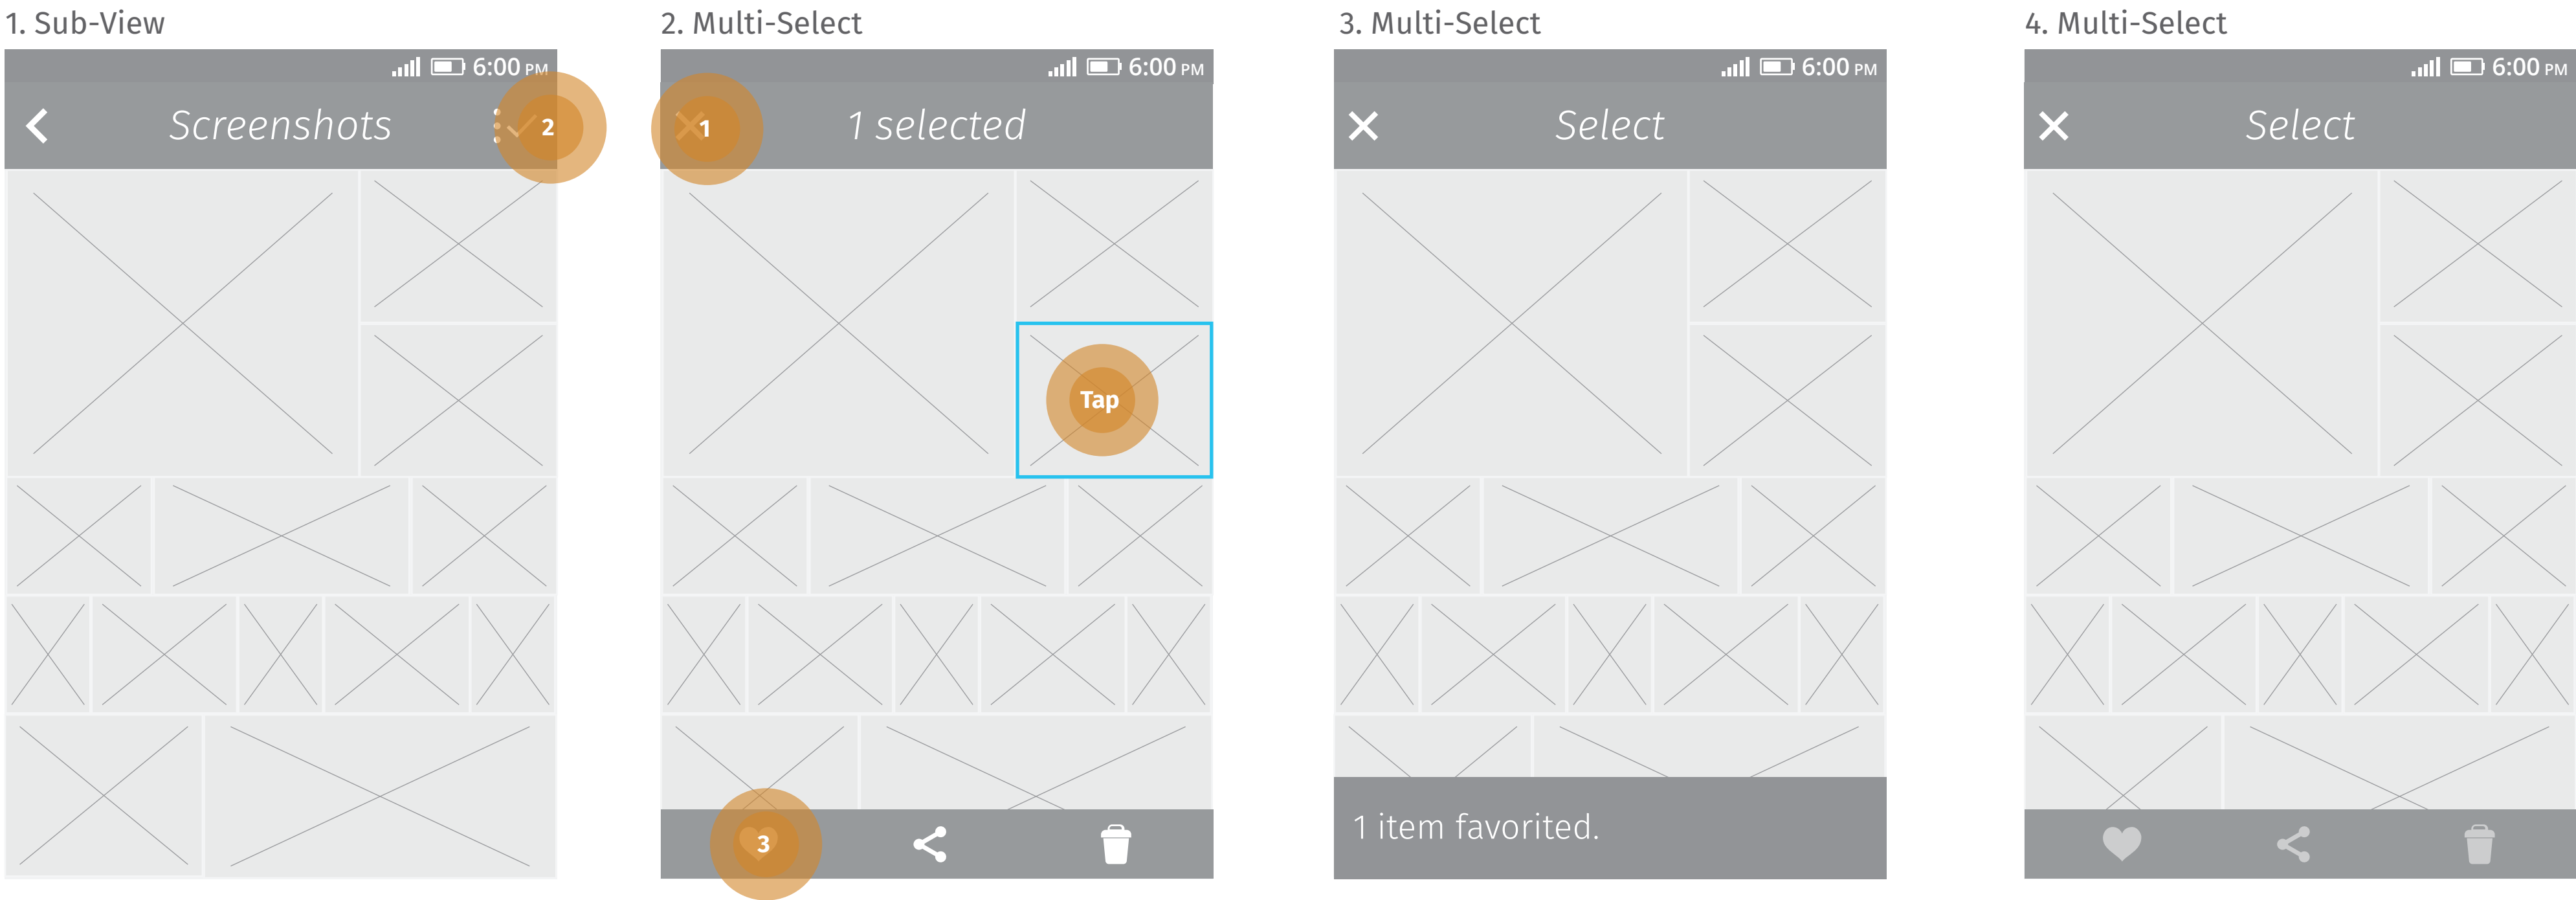 1. Sub-View
6:00 PM
Screenshots
2
2. Multi-Select
6:00 PM
1
1 selected
Tap
3
3. Multi-Select
6:00 PM
Select
1 item favorited.
4. Multi-Select
6:00 PM
Select